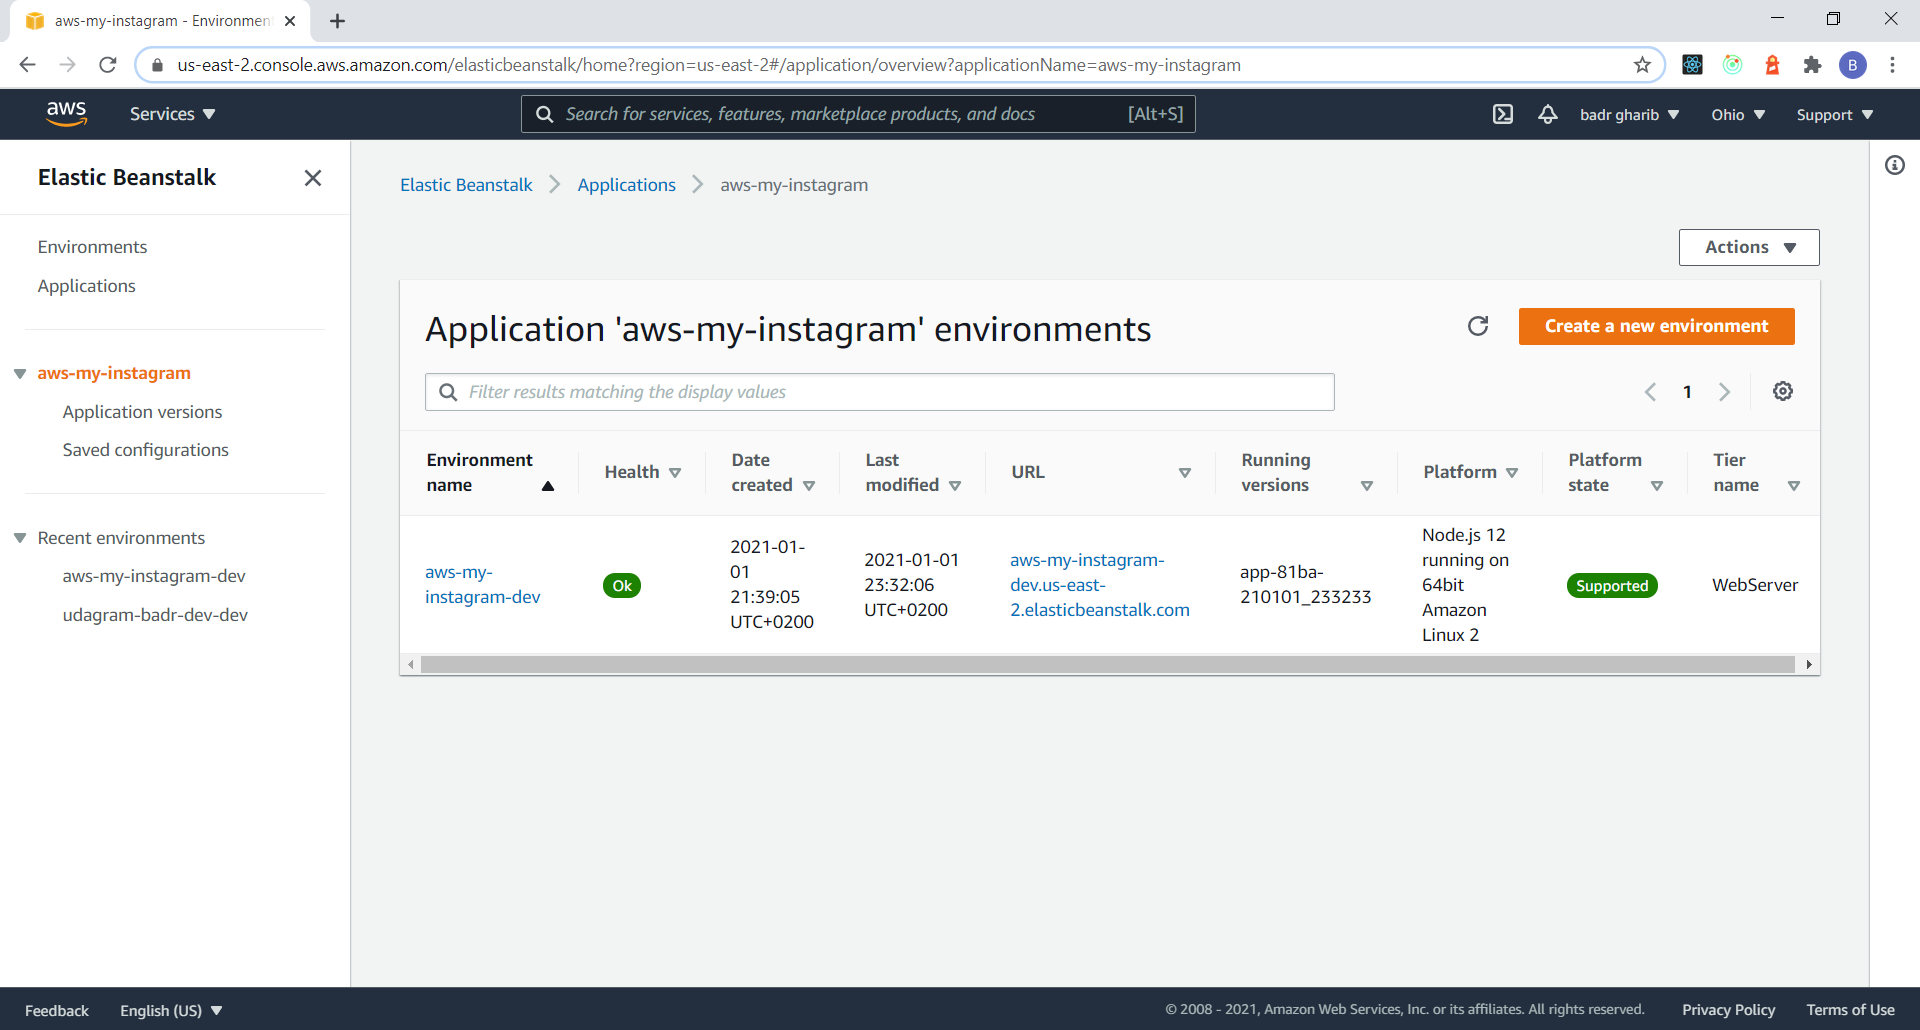 aws-my-instagram - Environmen
us-east-2.console.aws.amazon.com/elasticbeanstalk/home?region=us-east-2#/application/overview?applicationName=aws-my-instagram
B
aws
Services
Search for services, features, marketplace products, and docs
[Alt+S]
badr gharib
Ohio
Support
Elastic Beanstalk
Environments
Applications
aws-my-instagram
Application versions
Saved configurations
Recent environments
aws-my-instagram-dev
udagram-badr-dev-dev
Elastic Beanstalk
Applications
aws-my-instagram
Actions
Application 'aws-my-instagram' environments
Create a new environment
Filter results matching the display values
1
Environment
name
Health
Date
created
Last
modified
URL
Running
versions
Platform
Platform
state
Tier
name
aws-my-
instagram-dev
Ok
2021-01-
01
21:39:05
UTC+0200
2021-01-01
23:32:06
UTC+0200
aws-my-instagram-
dev.us-east-
2.elasticbeanstalk.com
app-81ba-
210101_233233
Node.js 12
running on
64bit
Amazon
Linux 2
Supported
WebServer
Feedback
English (US)
© 2008 - 2021, Amazon Web Services, Inc. or its affiliates. All rights reserved.
Privacy Policy
Terms of Use